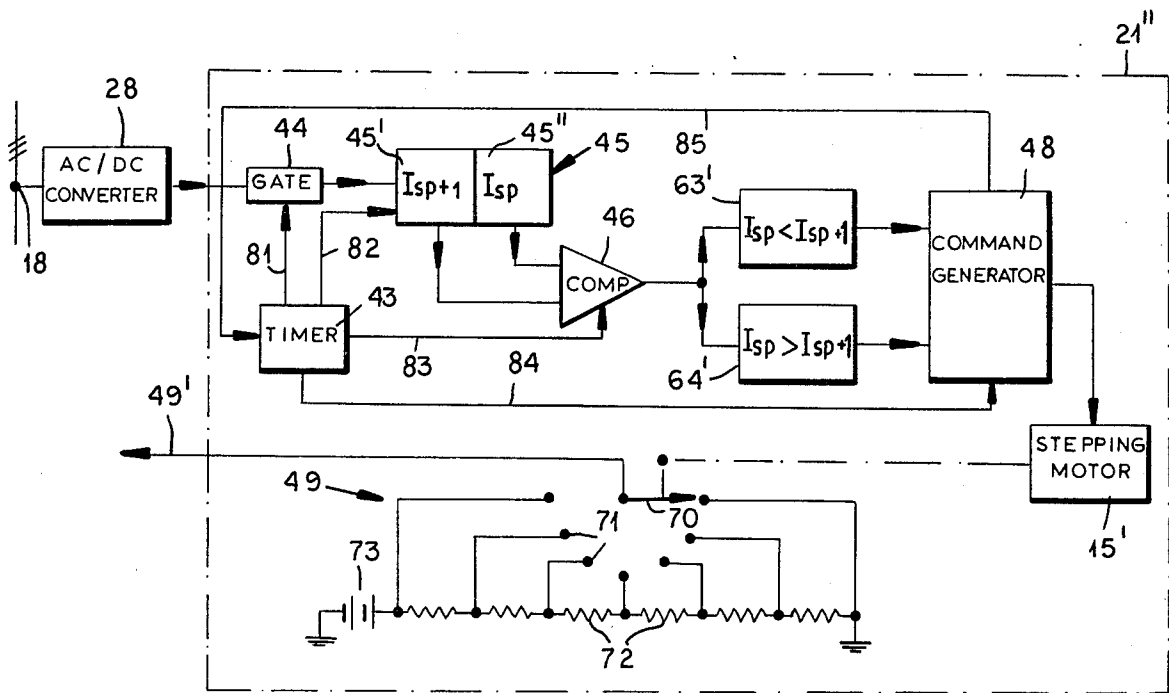 21"
28
AC/DC
CONVERTER
18
44
GATE
45'
45"
45
Isp+1
Isp
85
81
82
43
TIMER
83
84
46
COMP
63'
Isp<Isp+1
Isp>Isp+1
64'
48
COMMAND
GENERATOR
49'
49
STEPPING
MOTOR
15'
70
71
73
72